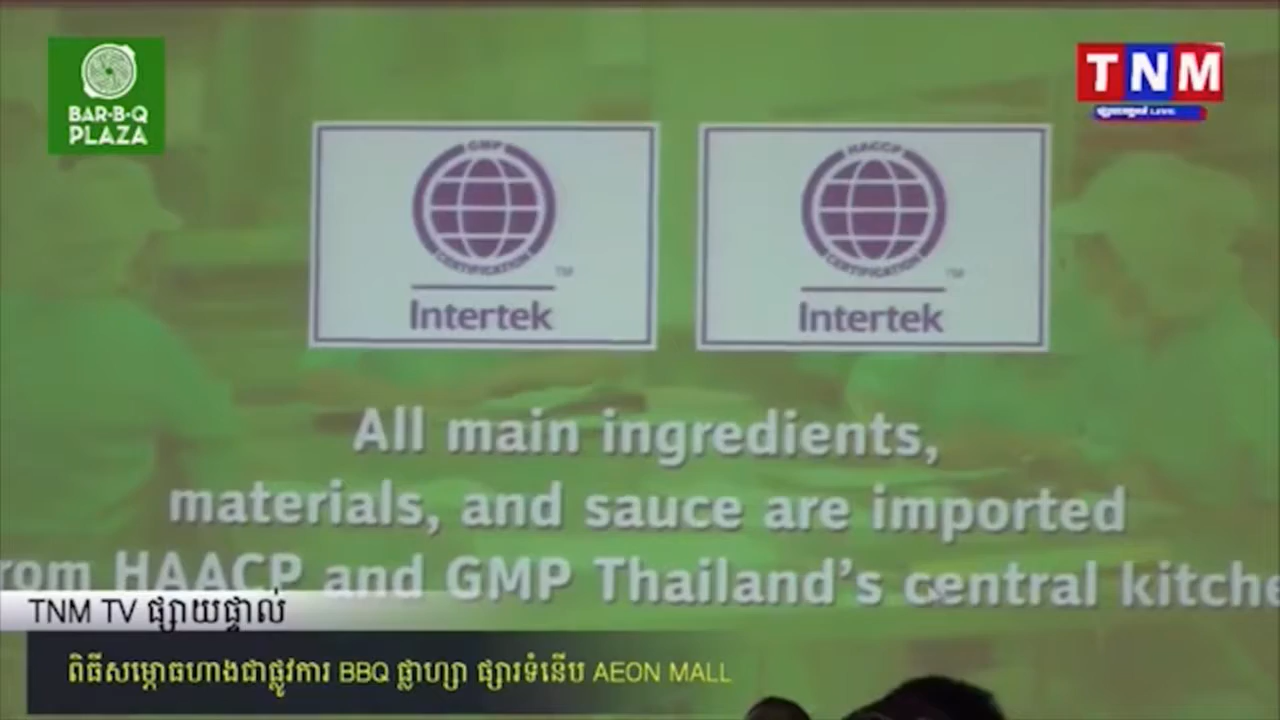 BAR-B-Q
PLAZA
TNM
GMP
CERTIFICATION
TM
Intertek
HACCP
CERTIFICATION
TM
Intertek
All main ingredients,
materials, and sauce are imported
rom HAACP and GMP Thailand's central kitche
TNM TV ផ្សាយផ្ទាល់
ពិធីសម្ភោធហាងជាផ្លូវការ BBQ ផ្លាហ្សា ផ្សារទំនើប AEON MALL